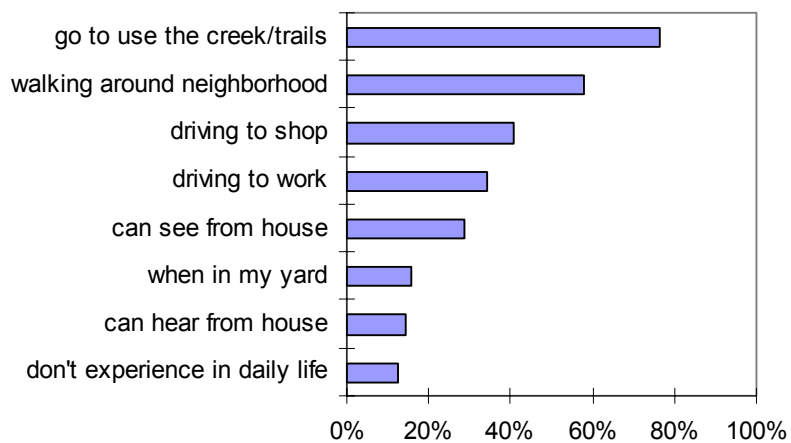 go to use the creek/trails
walking around neighborhood
driving to shop
driving to work
can see from house
when in my yard
can hear from house
don't experience in daily life
0% 20% 40% 60% 80% 100%